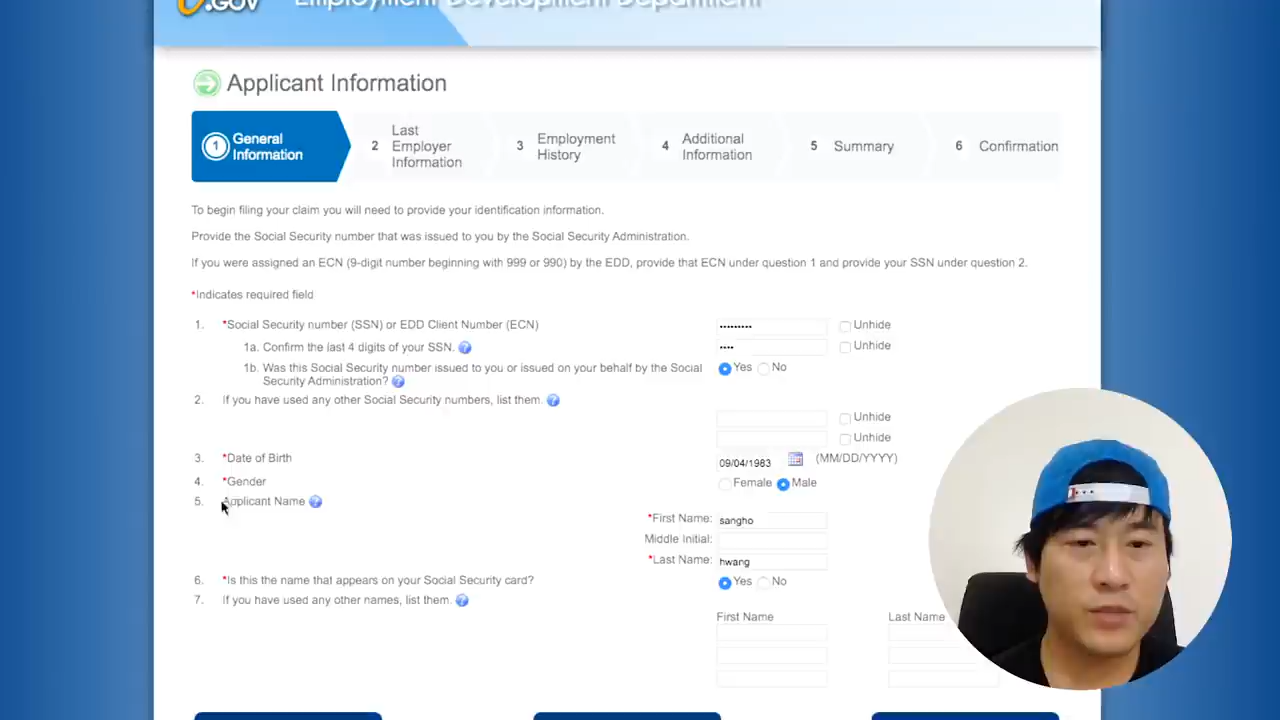 .GOV Employment Development Department
Applicant Information
1 General Information
2 Last Employer Information
3 Employment History
4 Additional Information
5 Summary
6 Confirmation
To begin filing your claim you will need to provide your identification information.
Provide the Social Security number that was issued to you by the Social Security Administration.
If you were assigned an ECN (9-digit number beginning with 999 or 990) by the EDD, provide that ECN under question 1 and provide your SSN under question 2.
*Indicates required field
1. *Social Security number (SSN) or EDD Client Number (ECN) ••••••••• Unhide
1a. Confirm the last 4 digits of your SSN. ? •••• Unhide
1b. Was this Social Security number issued to you or issued on your behalf by the Social Yes No
Security Administration? ?
2. If you have used any other Social Security numbers, list them. ?
Unhide
Unhide
3. *Date of Birth 09/04/1983 (MM/DD/YYYY)
4. *Gender Female Male
5. Applicant Name ?
*First Name: sangho
Middle Initial:
*Last Name: hwang
6. *Is this the name that appears on your Social Security card? Yes No
7. If you have used any other names, list them. ?
First Name Last Name